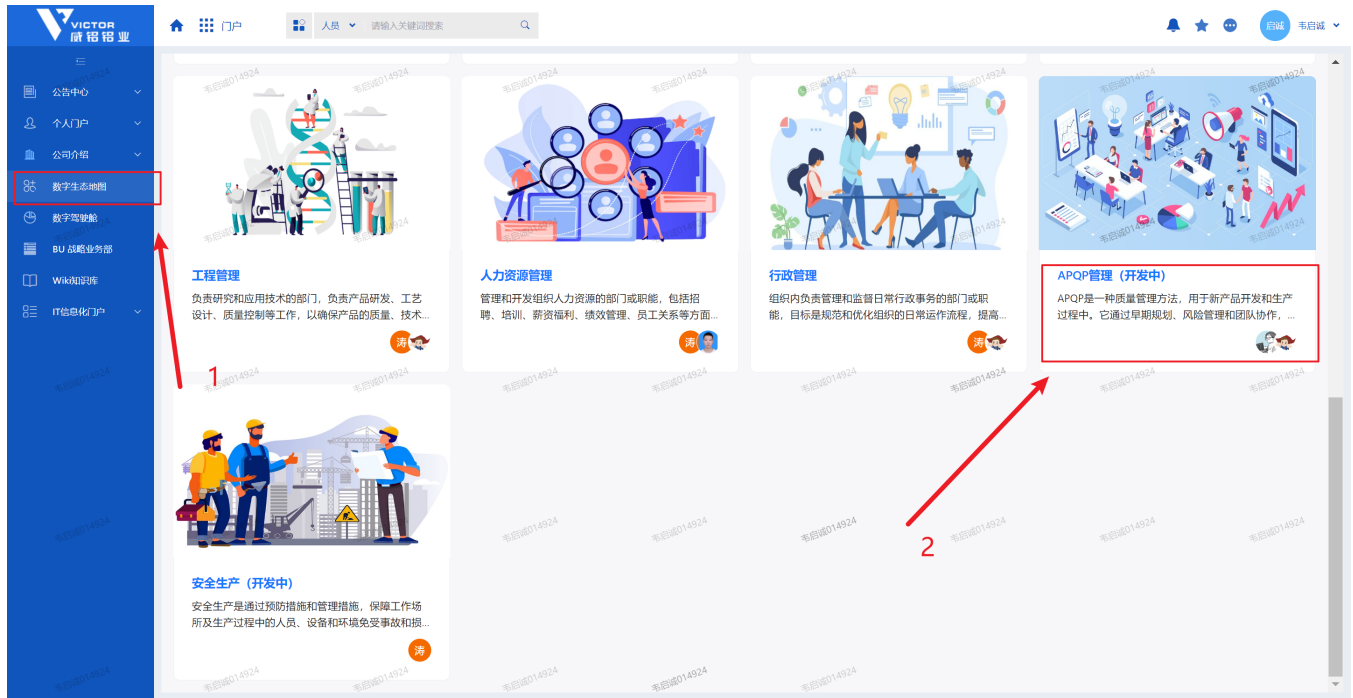 VICTOR
威铝铝业
门户
人员
请输入关键词搜索
启诚
韦启诚
公告中心
个人门户
公司介绍
数字生态地图
数字驾驶舱
BU 战略业务部
Wiki知识库
IT信息化门户
工程管理
负责研究和应用技术的部门，负责产品研发、工艺
设计、质量控制等工作，以确保产品的质量、技术...
涛
人力资源管理
管理和开发组织人力资源的部门或职能，包括招
聘、培训、薪资福利、绩效管理、员工关系等方面...
涛
行政管理
组织内负责管理和监督日常行政事务的部门或职
能，目标是规范和优化组织的日常运作流程，提高...
涛
APQP管理（开发中）
APQP是一种质量管理方法，用于新产品开发和生产
过程中。它通过早期规划、风险管理和团队协作，...
1
2
安全生产（开发中）
安全生产是通过预防措施和管理措施，保障工作场
所及生产过程中的人员、设备和环境免受事故和损...
涛
韦启诚014924